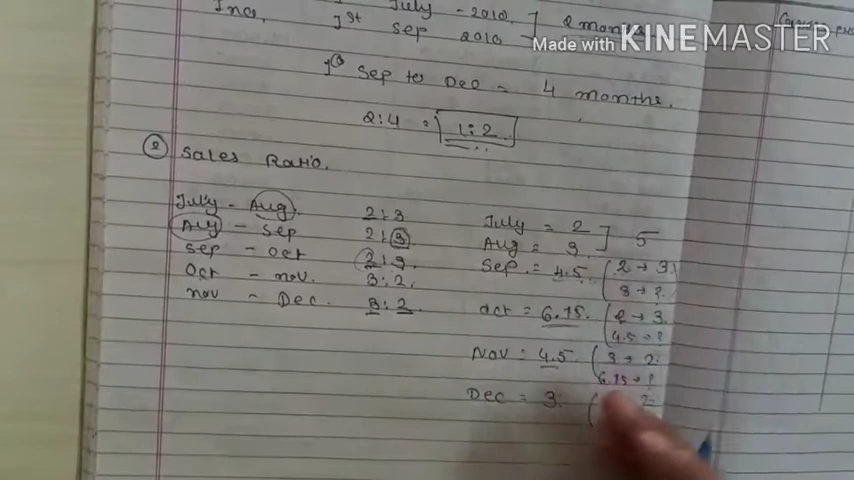 July - 2010. ] 2 months
Inco. 1st Sep 2010
Made with KINEMASTER
1st Sep to Dec = 4 months.
2:4 = 1:2
② Sales Ratio.
July - Aug. 2:3
Aug - Sep 2:3
Sep - Oct 2:3
Oct - Nov. 3:2.
Nov - Dec. 3:2.
July = 2 ] 5
Aug = 3
Sep. = 4.5 ( 2 → 3.
3 → ?
Oct = 6.75. ( 2 → 3.
4.5 → ?
Nov = 4.5 ( 3 → 2.
6.75 → ?
Dec = 3. (